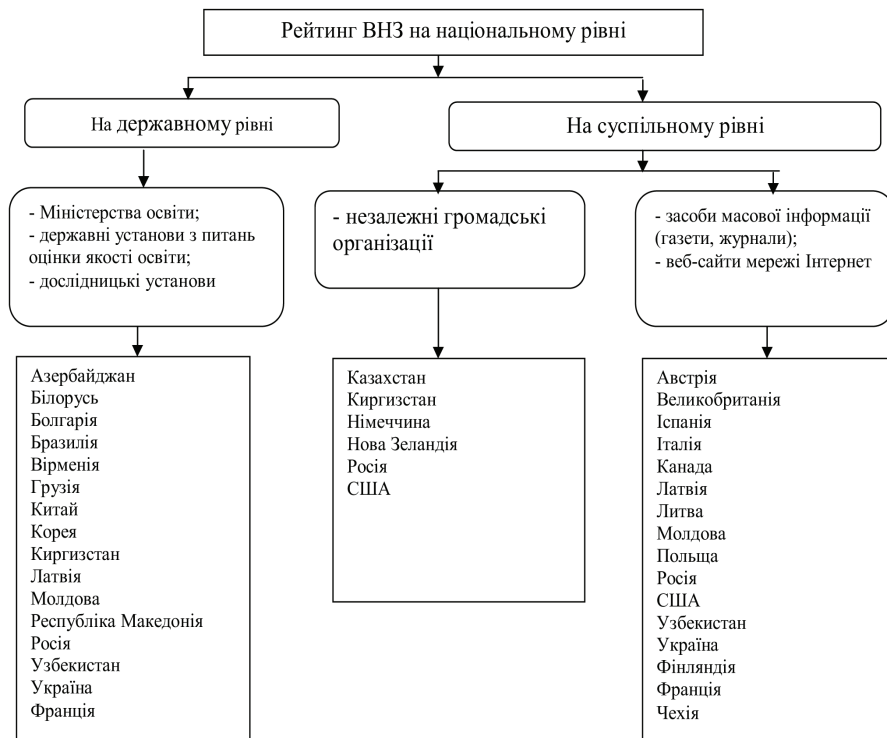 Рейтинг ВНЗ на національному рівні
На державному рівні
На суспільному рівні
- Міністерства освіти;
- державні установи з питань
оцінки якості освіти;
- дослідницькі установи
- незалежні громадські
організації
- засоби масової інформації
(газети, журнали);
- веб-сайти мережі Інтернет
Азербайджан
Білорусь
Болгарія
Бразилія
Вірменія
Грузія
Китай
Корея
Киргизстан
Латвія
Молдова
Республіка Македонія
Росія
Узбекистан
Україна
Франція
Казахстан
Киргизстан
Німеччина
Нова Зеландія
Росія
США
Австрія
Великобританія
Іспанія
Італія
Канада
Латвія
Литва
Молдова
Польща
Росія
США
Узбекистан
Україна
Фінляндія
Франція
Чехія